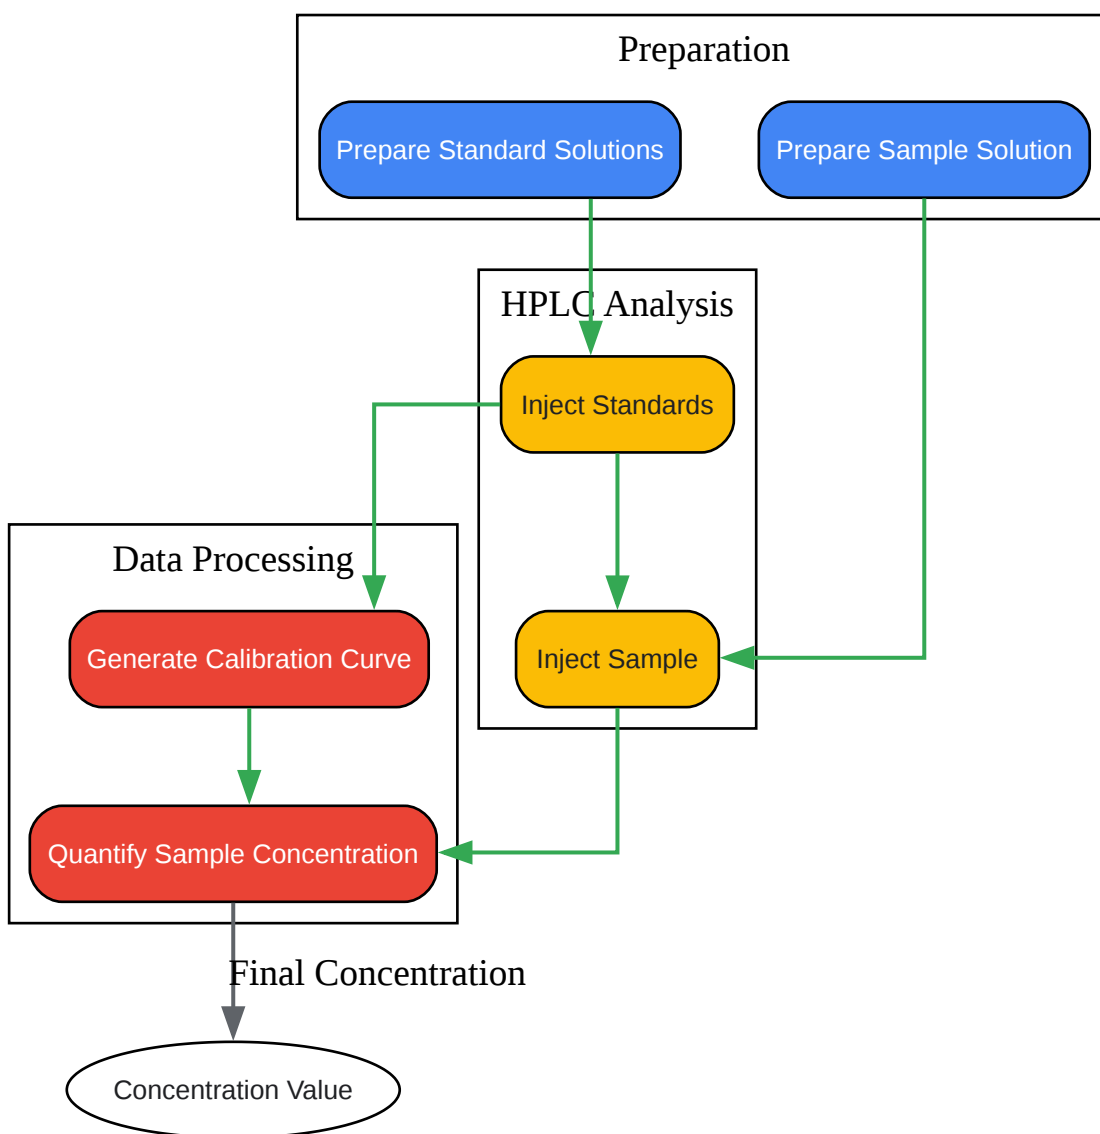 Preparation
Prepare Standard Solutions
Prepare Sample Solution
HPLC Analysis
Inject Standards
Data Processing
Generate Calibration Curve
Inject Sample
Quantify Sample Concentration
Final Concentration
Concentration Value